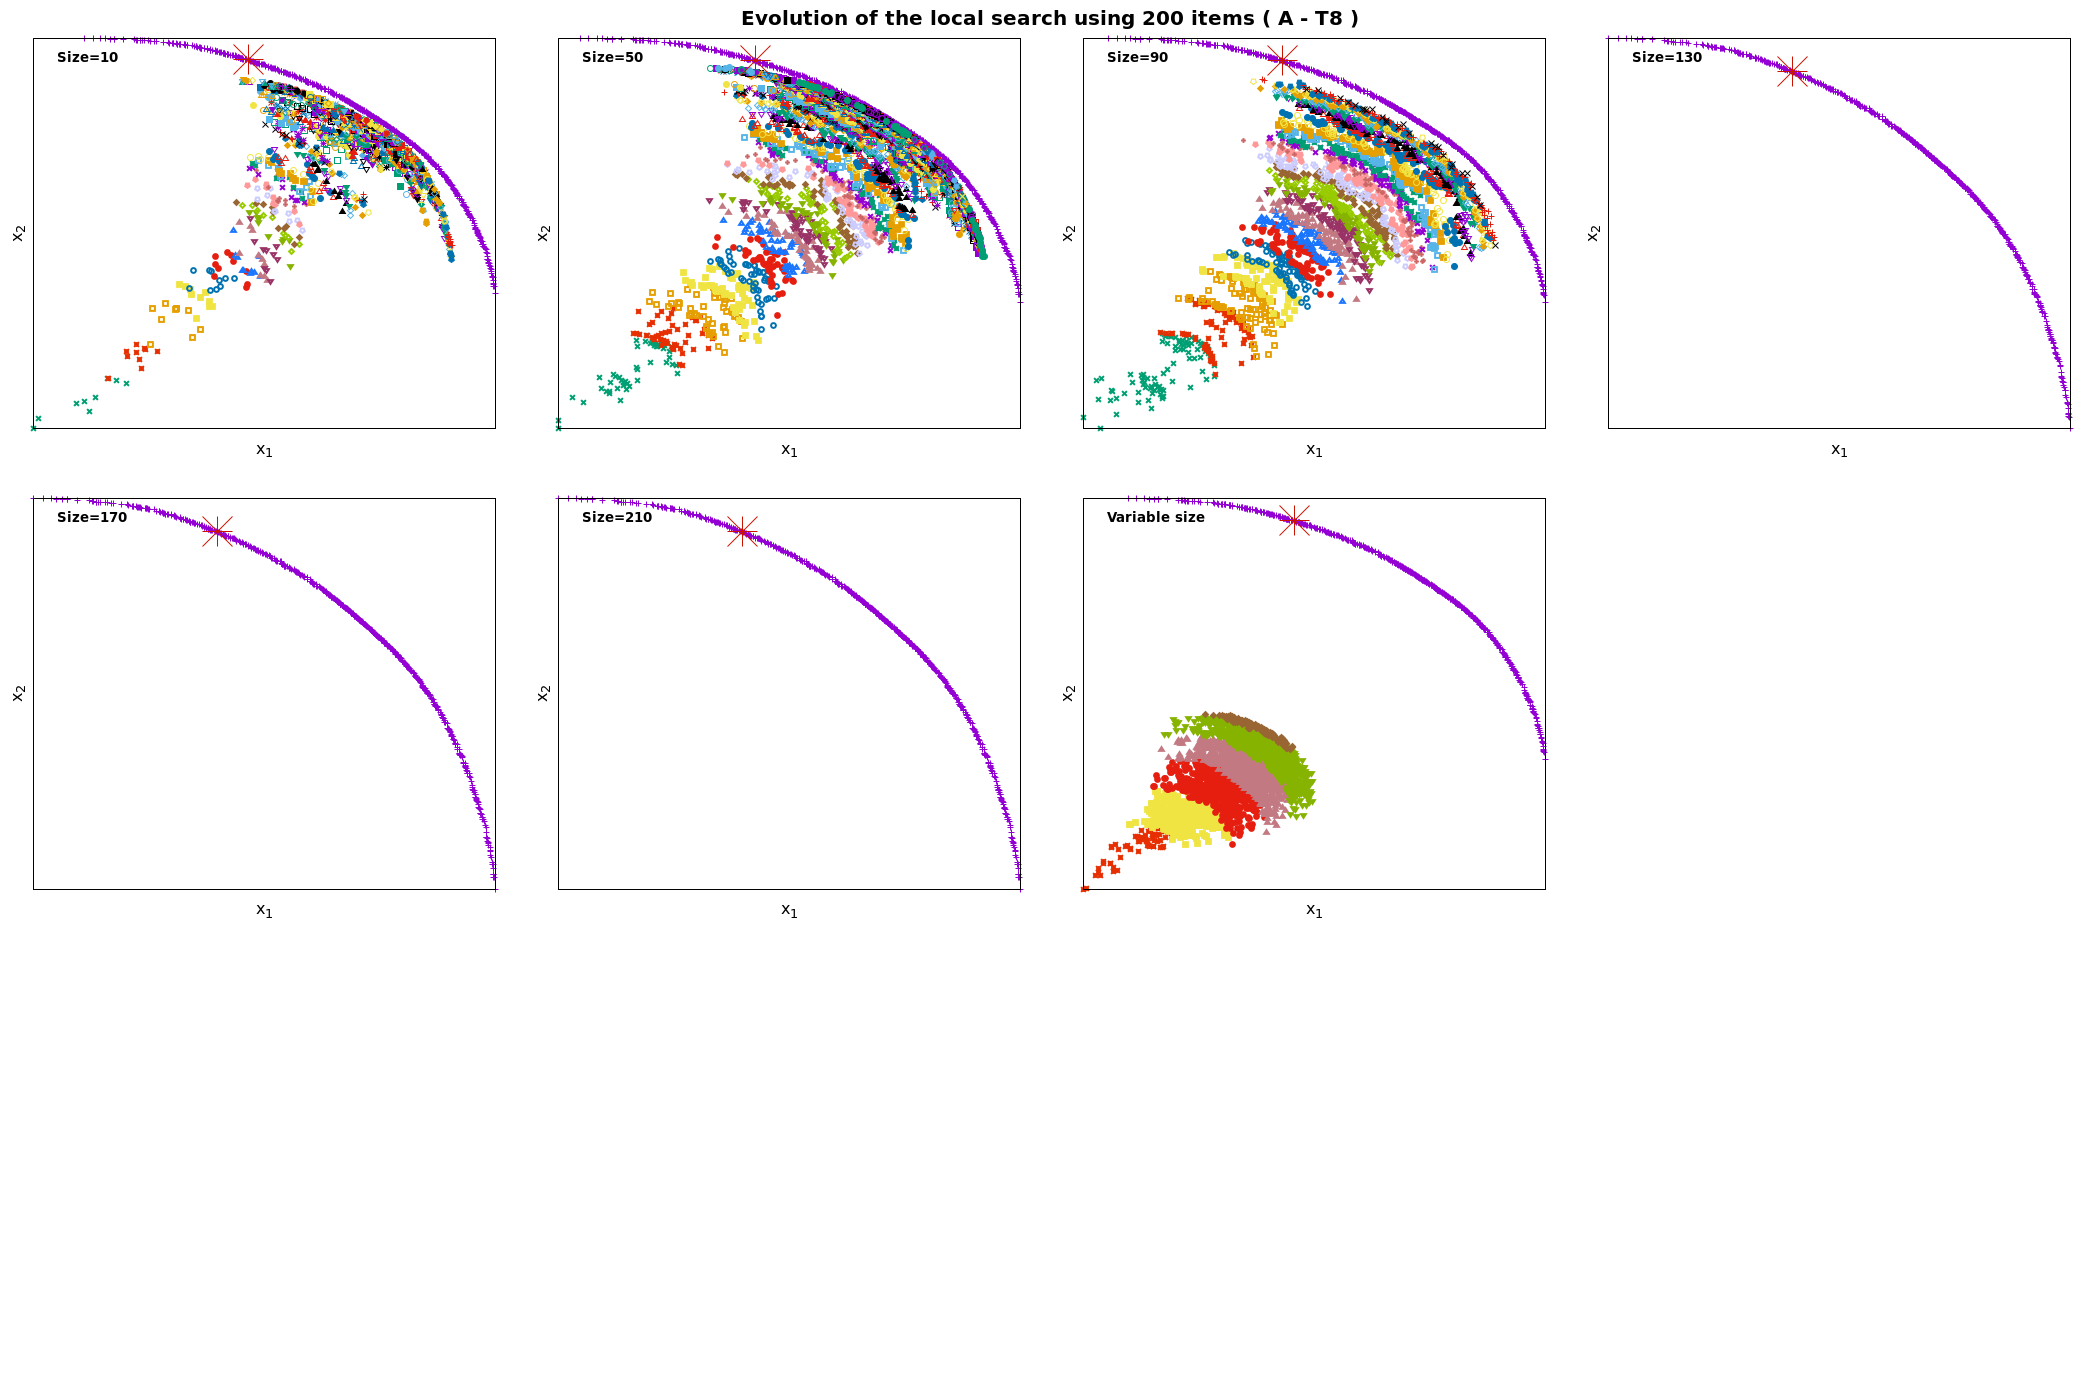 Evolution of the local search using 200 items ( A - T8 )
Size=10
Size=50
Size=90
Size=130
x2
x2
x2
x2
x1
x1
x1
x1
Size=170
Size=210
Variable size
x2
x2
x2
x1
x1
x1